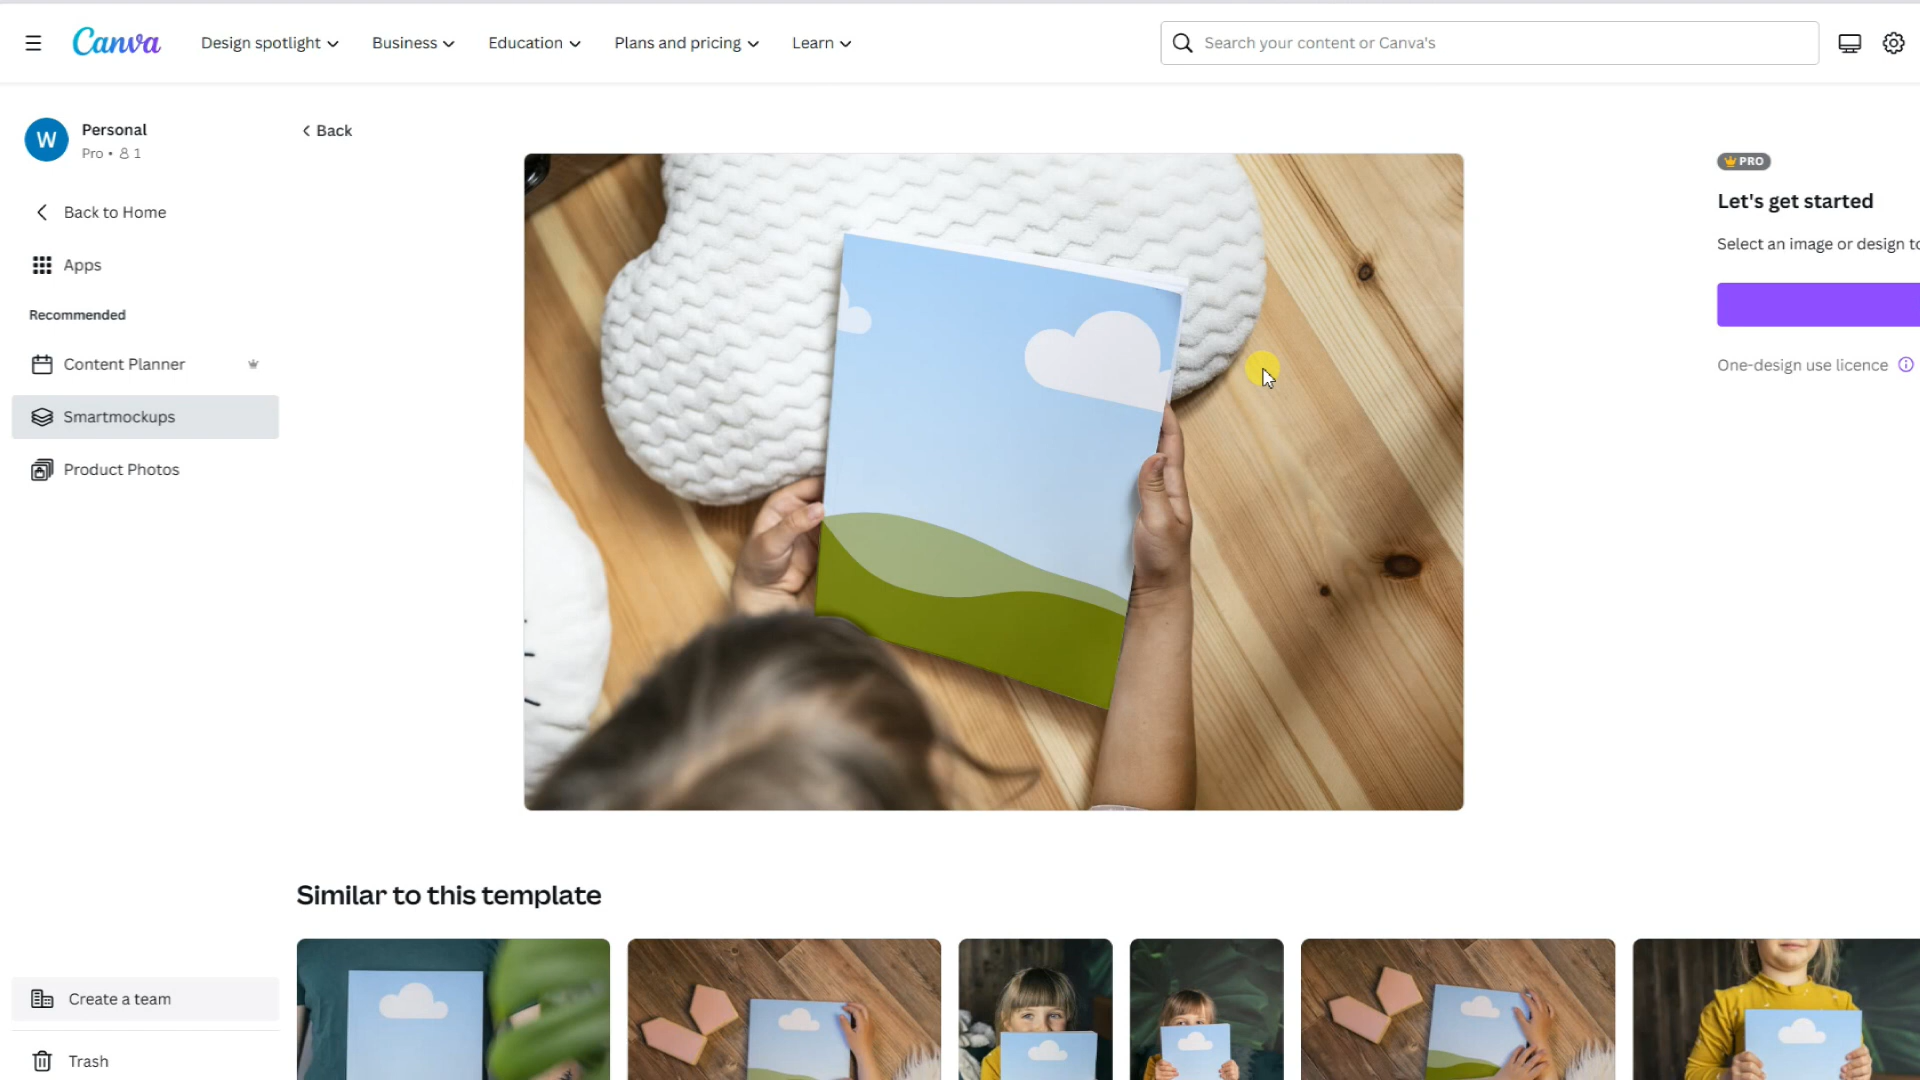 Canva
Design spotlight
Business
Education
Plans and pricing
Learn
Search your content or Canva's
W
Personal
Pro • 1
Back to Home
Apps
Recommended
Content Planner
Smartmockups
Product Photos
Create a team
Trash
Back
PRO
Let's get started
Select an image or design to
One-design use licence
Similar to this template